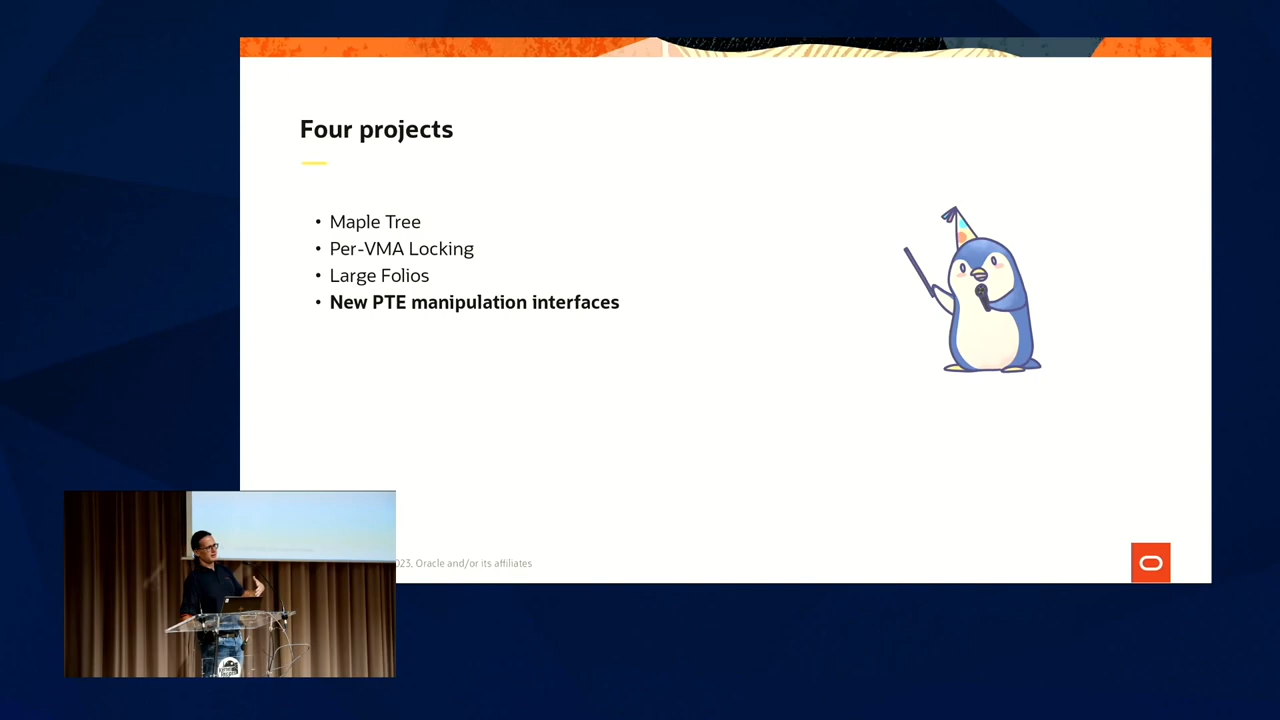 Four projects
• Maple Tree
• Per-VMA Locking
• Large Folios
• New PTE manipulation interfaces
023, Oracle and/or its affiliates